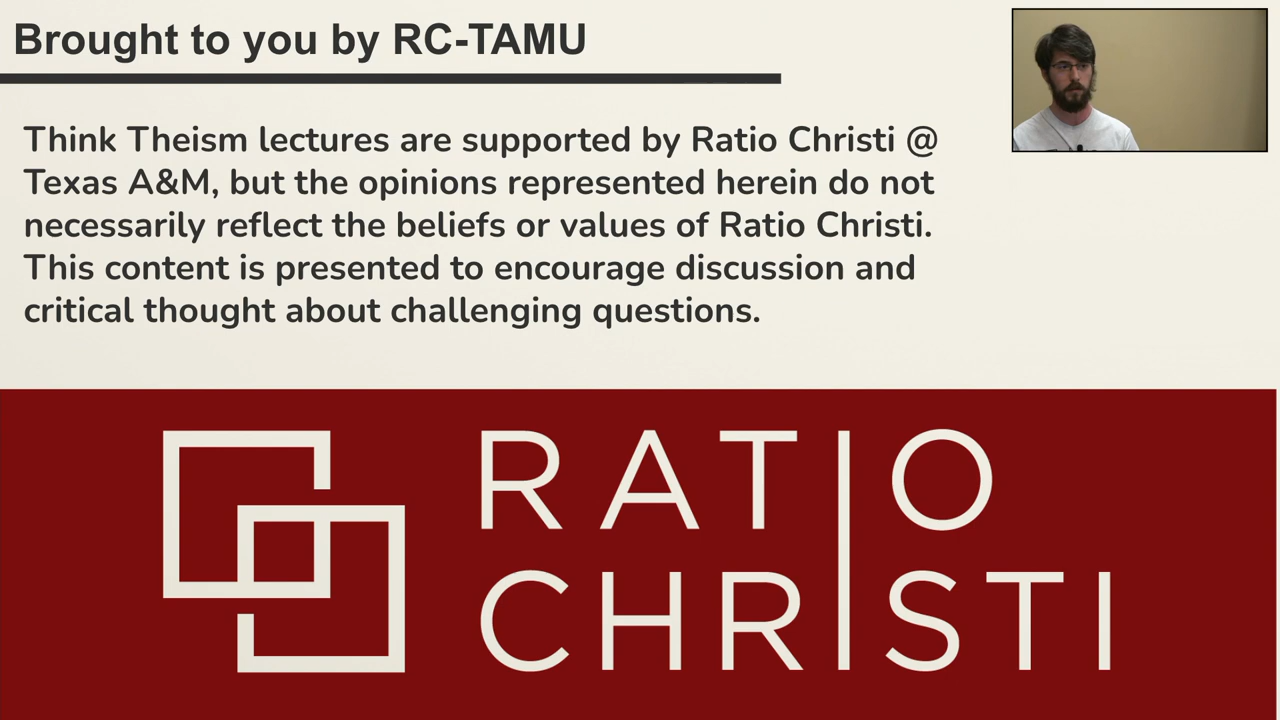 Brought to you by RC-TAMU
Think Theism lectures are supported by Ratio Christi @
Texas A&M, but the opinions represented herein do not
necessarily reflect the beliefs or values of Ratio Christi.
This content is presented to encourage discussion and
critical thought about challenging questions.
RATIO
CHRISTI